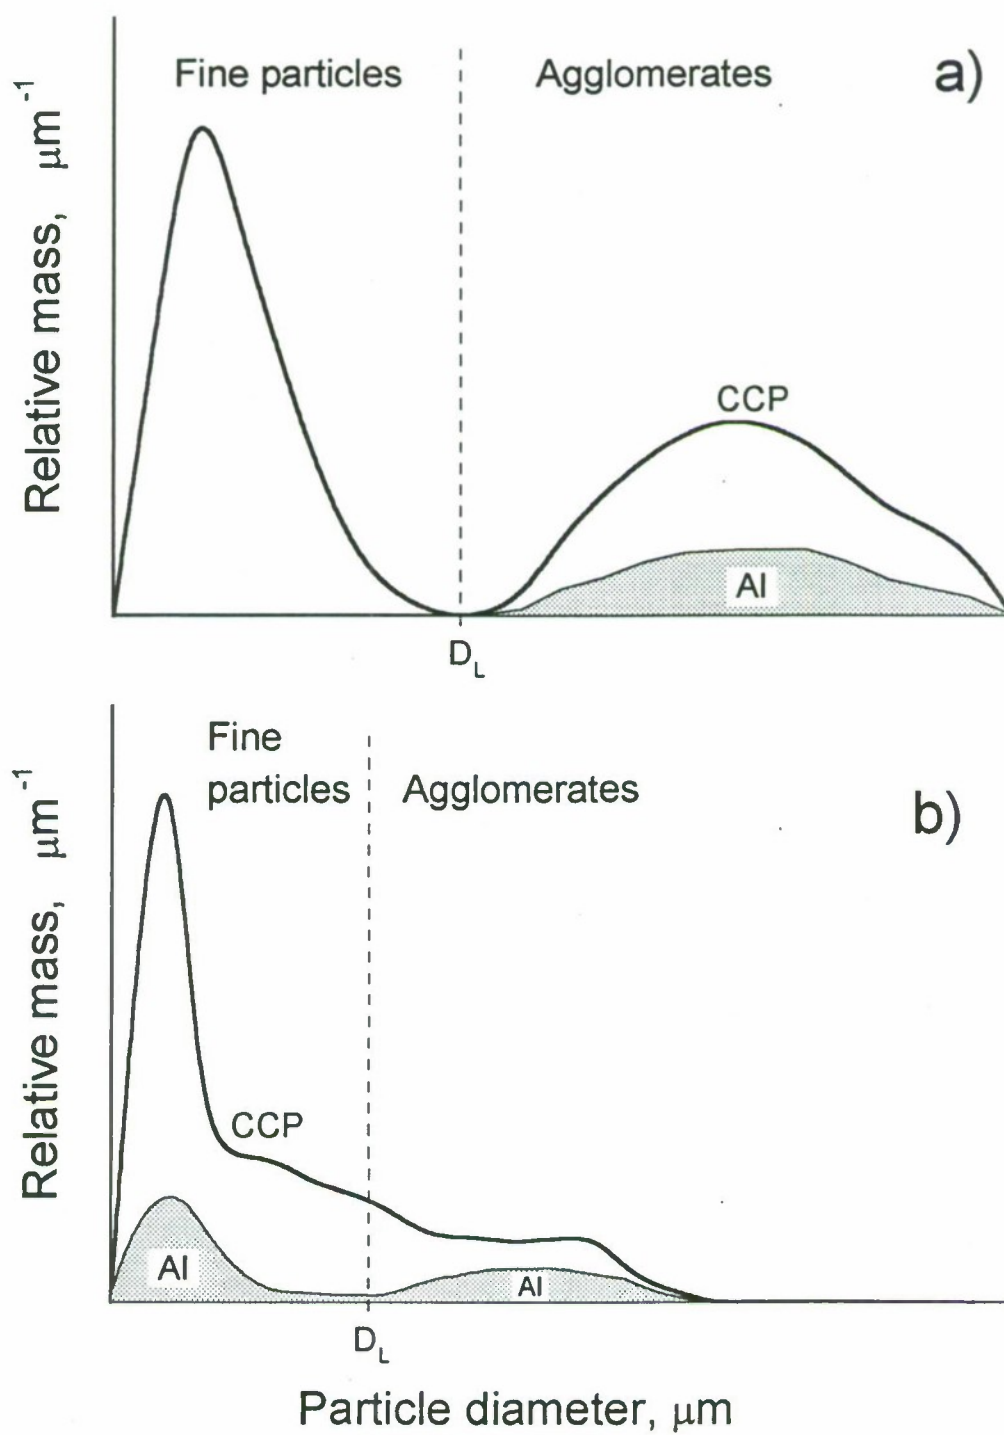 Fine particles
Agglomerates
a)
Relative mass, μm⁻¹
CCP
Al
D_L
Fine
particles
Agglomerates
b)
Relative mass, μm⁻¹
CCP
Al
Al
D_L
Particle diameter, μm